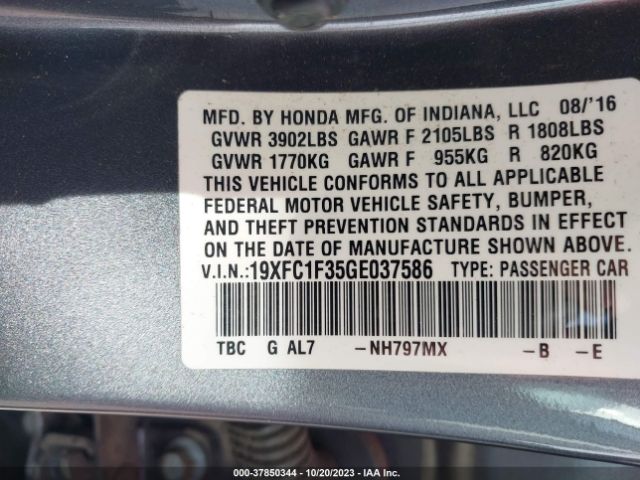 MFD. BY HONDA MFG. OF INDIANA, LLC 08/'16
GVWR 3902LBS GAWR F 2105LBS R 1808LBS
GVWR 1770KG GAWR F 955KG R 820KG
THIS VEHICLE CONFORMS TO ALL APPLICABLE
FEDERAL MOTOR VEHICLE SAFETY, BUMPER,
AND THEFT PREVENTION STANDARDS IN EFFECT
ON THE DATE OF MANUFACTURE SHOWN ABOVE.
V.I.N.:19XFC1F35GE037586 TYPE: PASSENGER CAR
TBC G AL7 -NH797MX -B -E
000-37850344 - 10/20/2023 - IAA Inc.